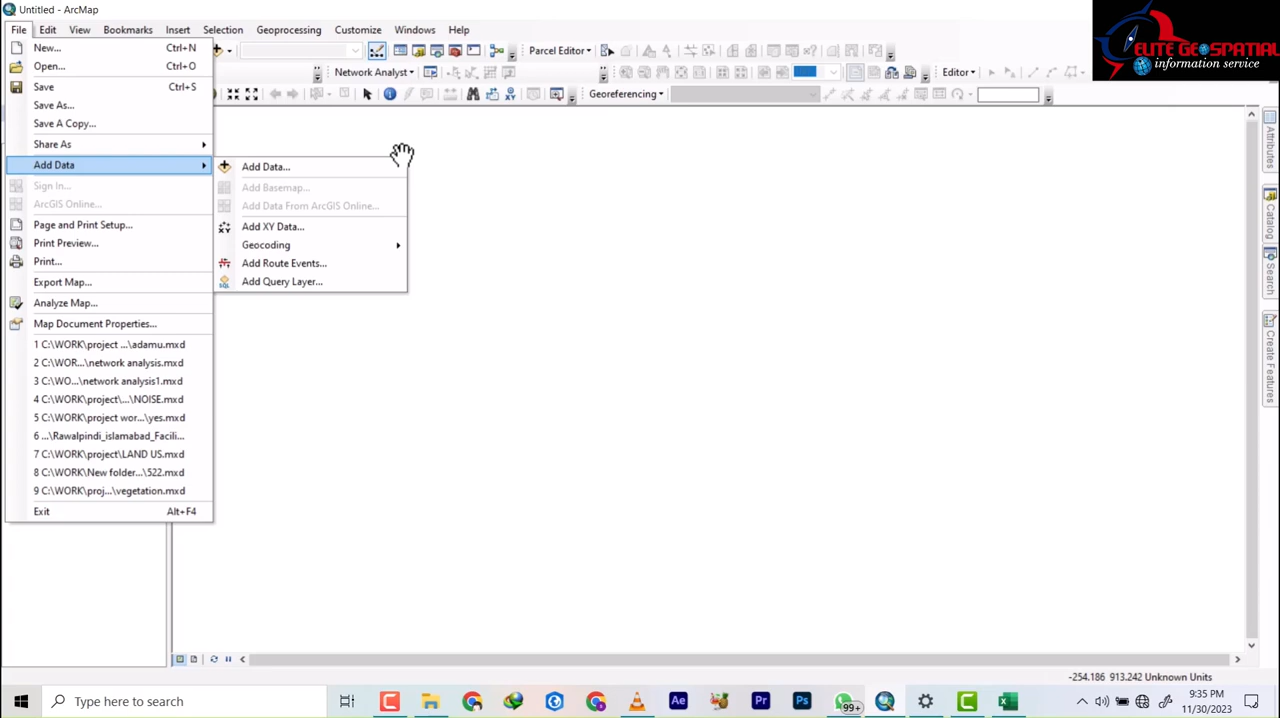 Untitled - ArcMap
File Edit View Bookmarks Insert Selection Geoprocessing Customize Windows Help
ELITE GEOSPATIAL
information service
New... Ctrl+N
Open... Ctrl+O
Save Ctrl+S
Save As...
Save A Copy...
Share As
Add Data
Sign In...
ArcGIS Online...
Page and Print Setup...
Print Preview...
Print...
Export Map...
Analyze Map...
Map Document Properties...
1 C:\WORK\project ...\adamu.mxd
2 C:\WOR...\network analysis.mxd
3 C:\WO...\network analysis1.mxd
4 C:\WORK\project\...\NOISE.mxd
5 C:\WORK\project wor...\yes.mxd
6 ...\Rawalpindi_islamabad_Facili...
7 C:\WORK\project\LAND US.mxd
8 C:\WORK\New folder...\522.mxd
9 C:\WORK\proj...\vegetation.mxd
Exit Alt+F4
Parcel Editor
Network Analyst
Editor
Georeferencing
Add Data...
Add Basemap...
Add Data From ArcGIS Online...
Add XY Data...
Geocoding
Add Route Events...
Add Query Layer...
Attributes
Catalog
Search
Create Features
-254.186 913.242 Unknown Units
Type here to search
Ae
Pr
Ps
99+
9:35 PM
11/30/2023